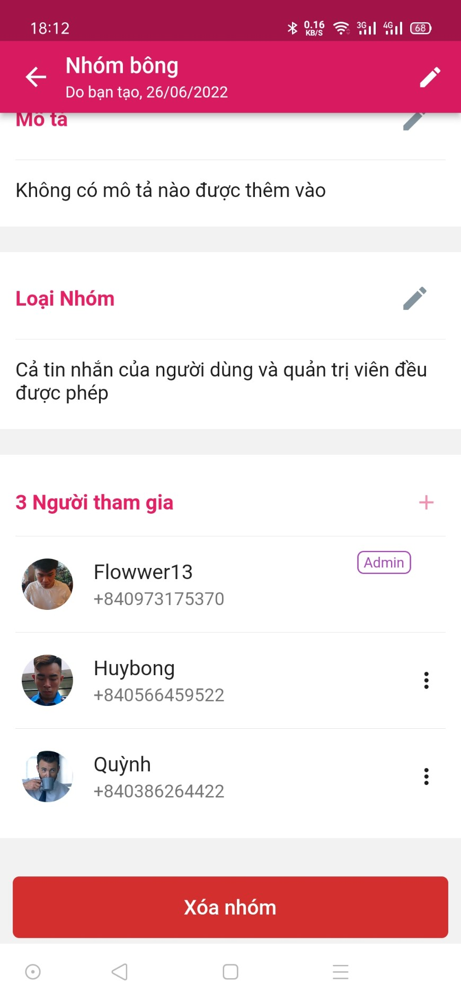 18:12
0.16
KB/S
3G
4G
68
Nhóm bông
Do bạn tạo, 26/06/2022
Mô tả
Không có mô tả nào được thêm vào
Loại Nhóm
Cả tin nhắn của người dùng và quản trị viên đều
được phép
3 Người tham gia
Flowwer13
Admin
+840973175370
Huybong
+840566459522
Quỳnh
+840386264422
Xóa nhóm